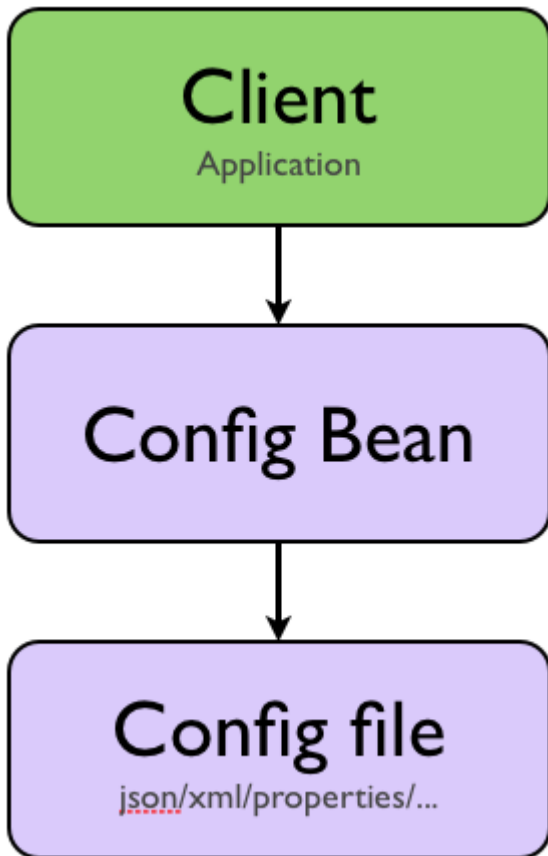 Client
Application
Config Bean
Config file
json/xml/properties/...